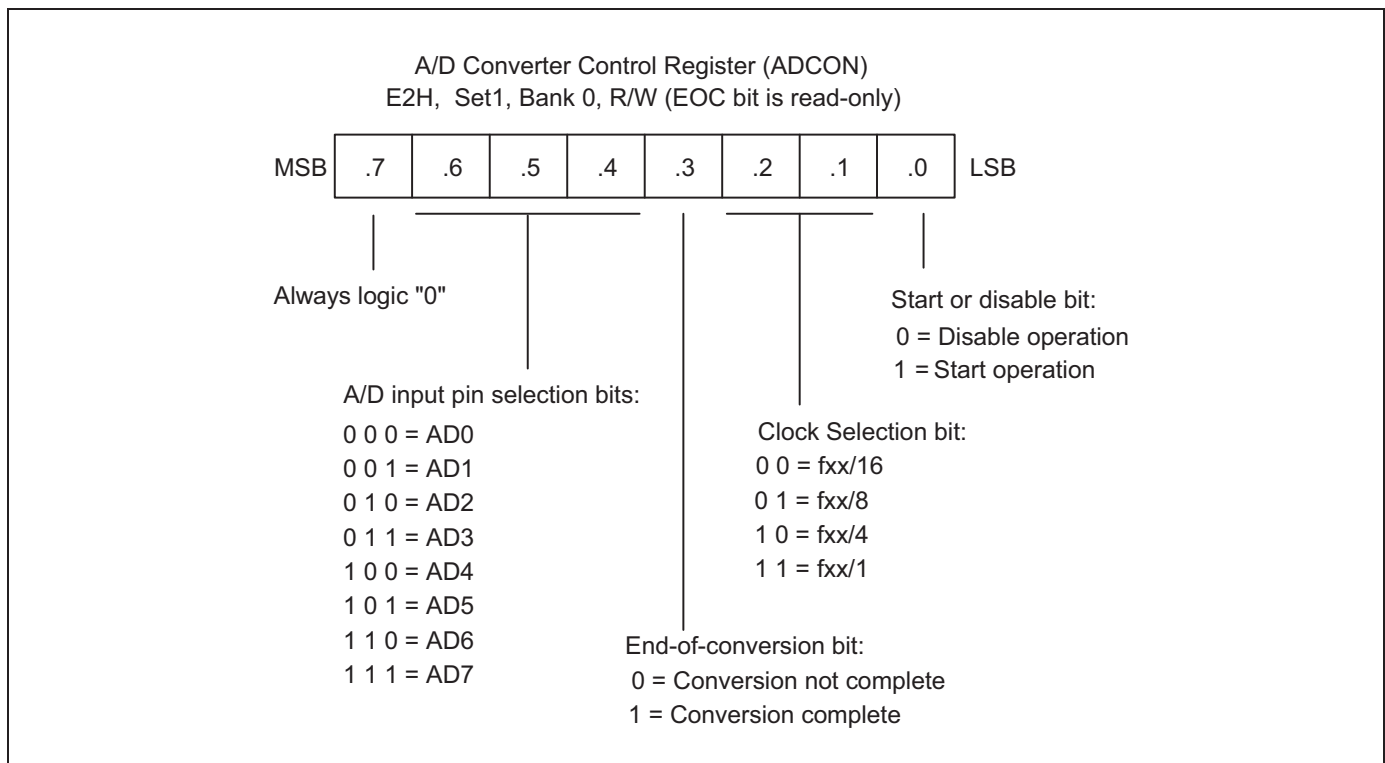 A/D Converter Control Register (ADCON)
E2H, Set1, Bank 0, R/W (EOC bit is read-only)
MSB .7 .6 .5 .4 .3 .2 .1 .0 LSB
Always logic "0"
Start or disable bit:
0 = Disable operation
1 = Start operation
A/D input pin selection bits:
0 0 0 = AD0
0 0 1 = AD1
0 1 0 = AD2
0 1 1 = AD3
1 0 0 = AD4
1 0 1 = AD5
1 1 0 = AD6
1 1 1 = AD7
Clock Selection bit:
0 0 = fxx/16
0 1 = fxx/8
1 0 = fxx/4
1 1 = fxx/1
End-of-conversion bit:
0 = Conversion not complete
1 = Conversion complete